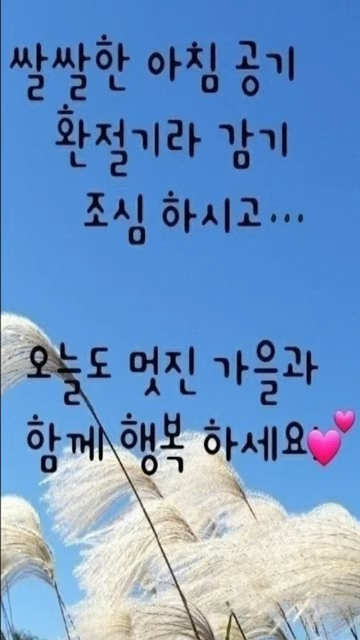 쌀쌀한 아침 공기
환절기라 감기
조심 하시고...
오늘도 멋진 가을과
함께 행복 하세요.